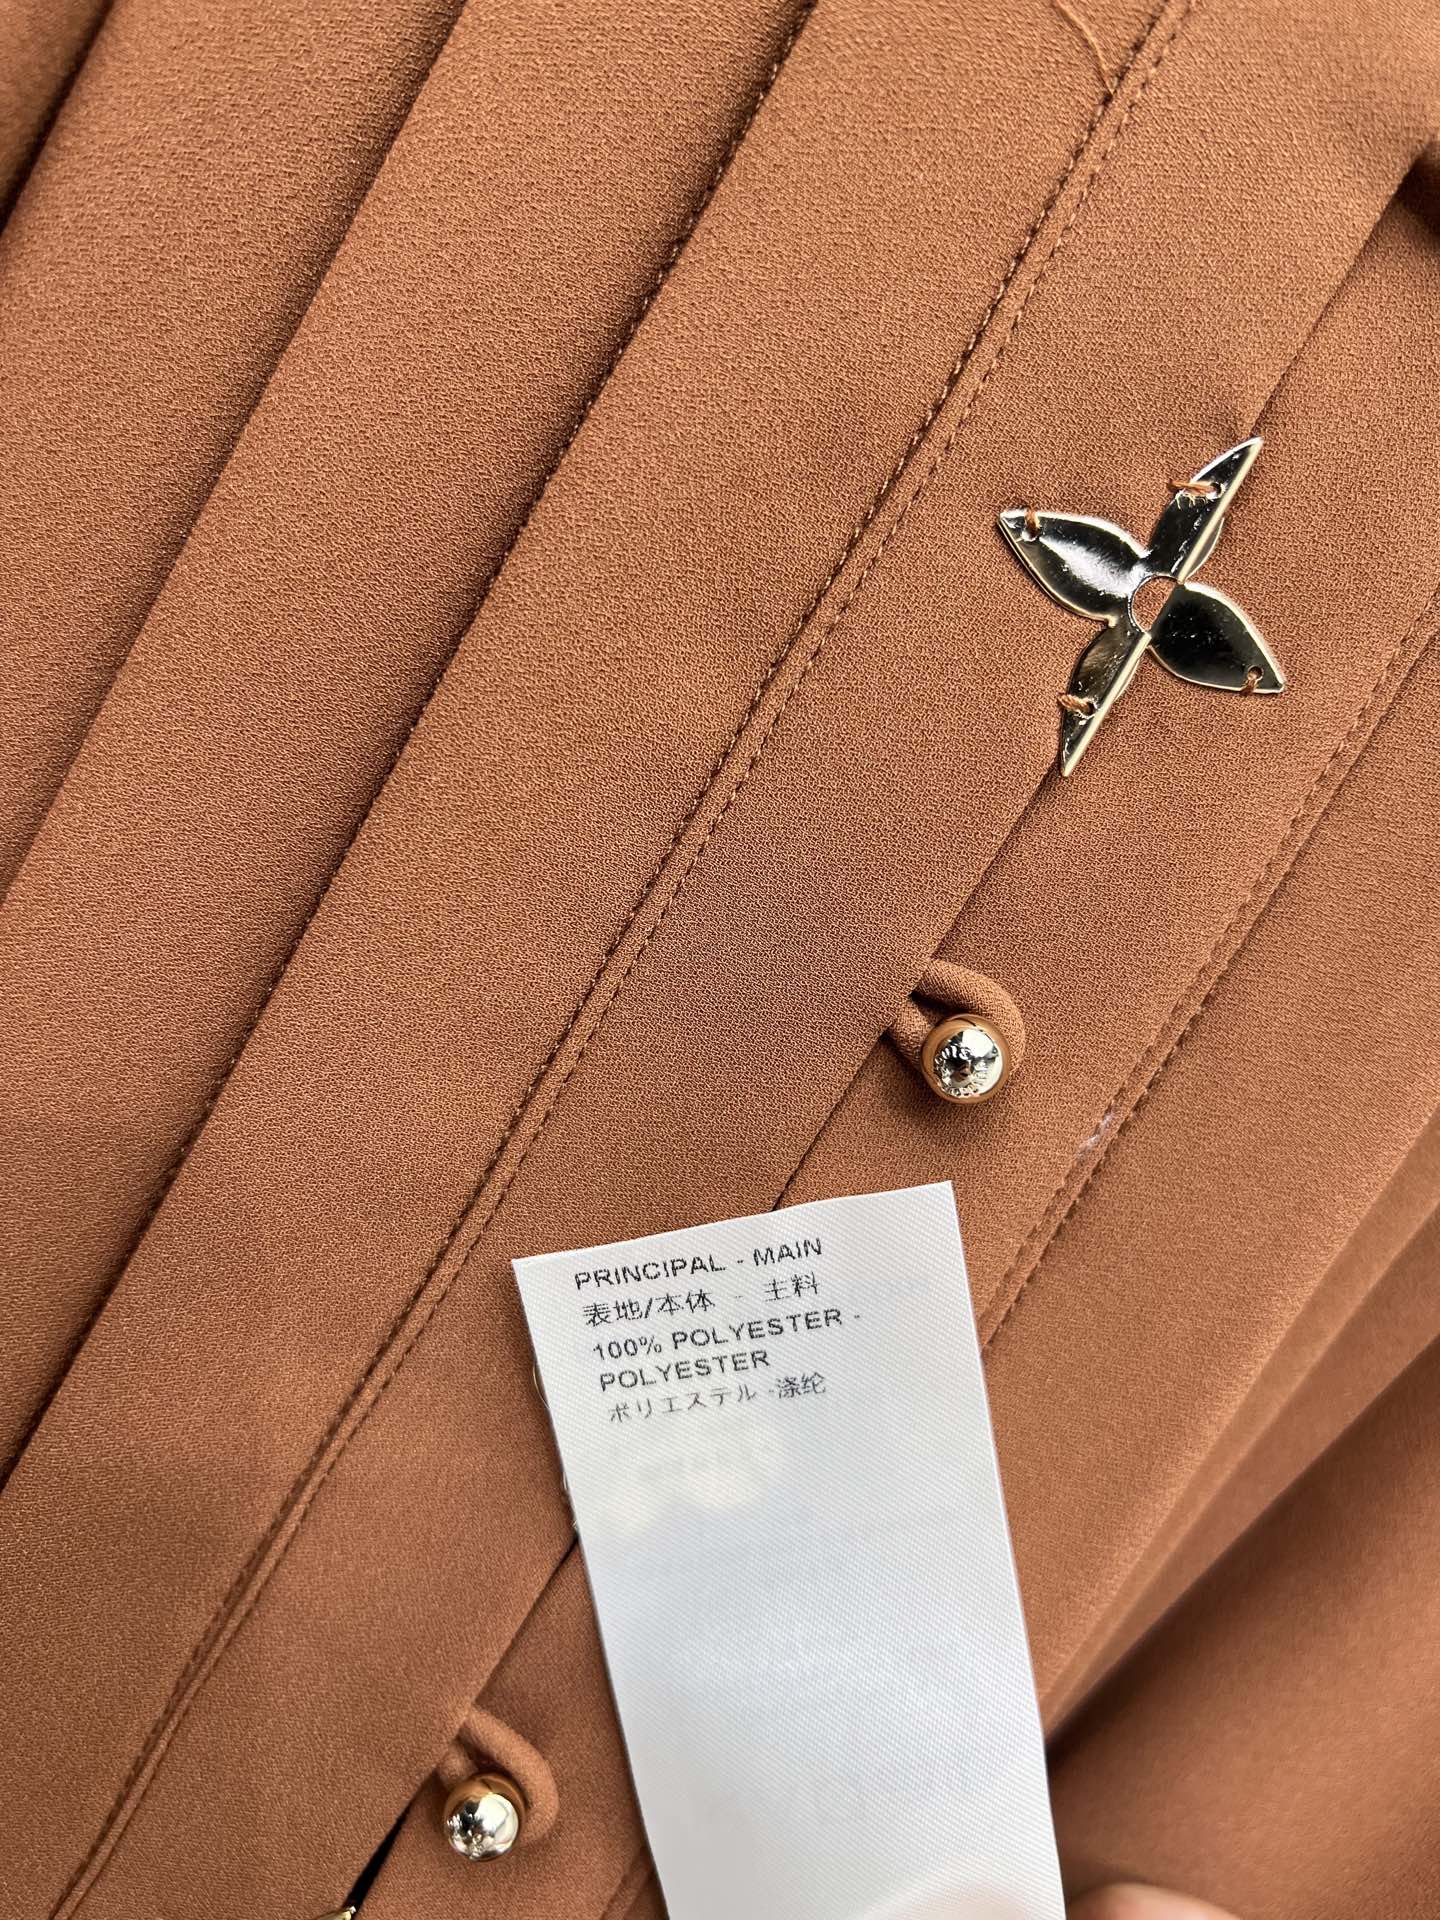 PRINCIPAL - MAIN
表地/本体 - 主料
100% POLYESTER -
POLYESTER
ポリエステル -涤纶